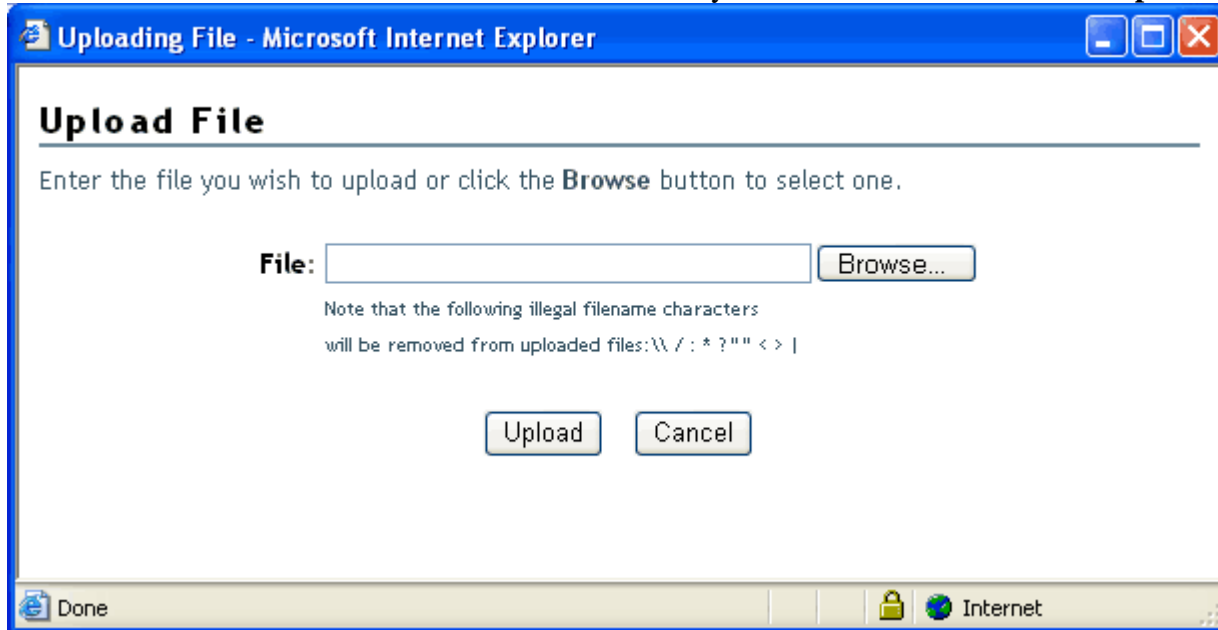 Uploading File - Microsoft Internet Explorer
Upload File
Enter the file you wish to upload or click the Browse button to select one.
File: Browse...
Note that the following illegal filename characters
will be removed from uploaded files:\\ / : * ?"" < > |
Upload Cancel
Done Internet